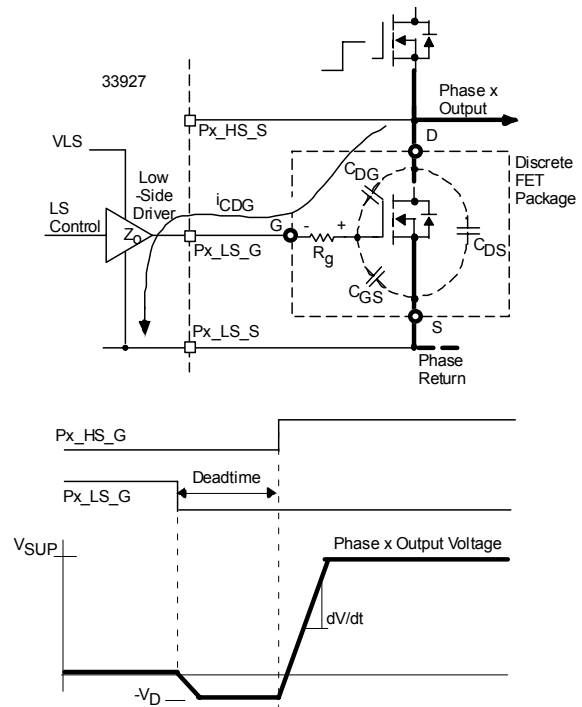 33927
Phase x
Output
Px_HS_S
D
VLS
Low
-Side
Driver
iCDG
CDG
Discrete
FET
Package
LS
Control
Zo
G
-
+
Rg
CDS
Px_LS_G
CGS
Px_LS_S
S
Phase
Return
Px_HS_G
Deadtime
Px_LS_G
VSUP
Phase x Output Voltage
dV/dt
-VD